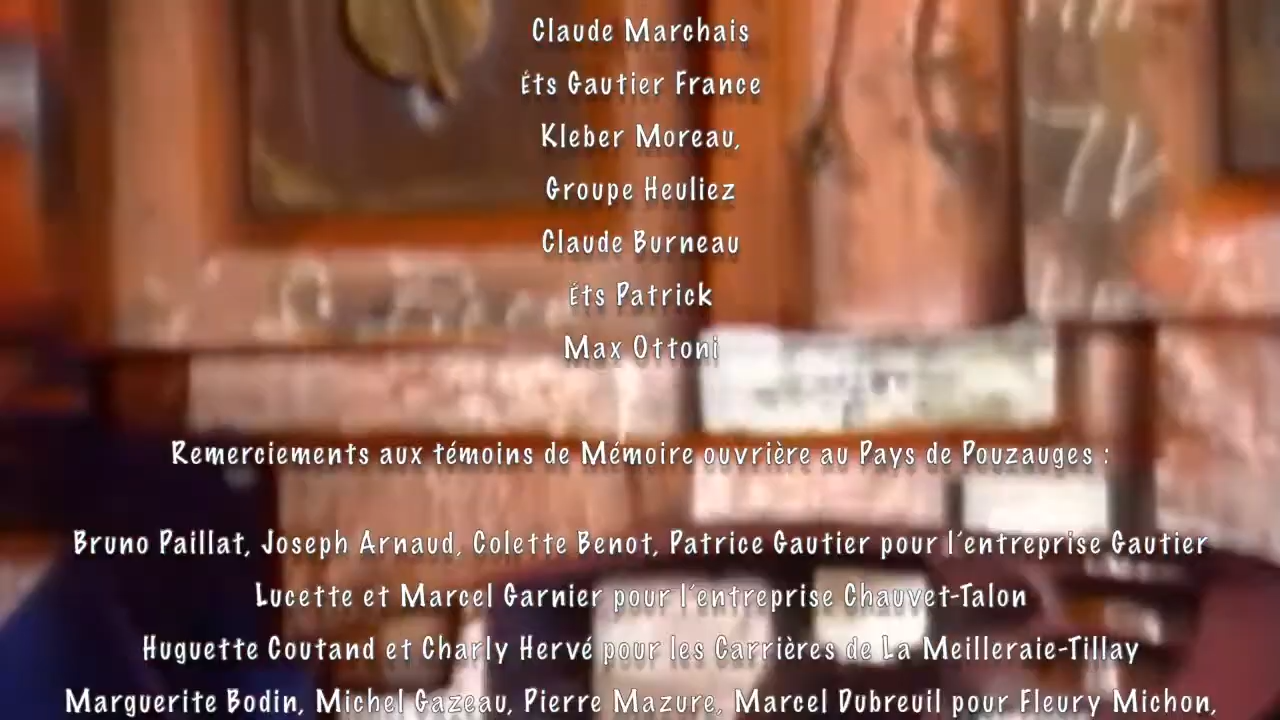 Claude Marchais
Éts Gautier France
Kleber Moreau,
Groupe Heuliez
Claude Burneau
Éts Patrick
Max Ottoni
Remerciements aux témoins de Mémoire ouvrière au Pays de Pouzauges :
Bruno Paillat, Joseph Arnaud, Colette Benot, Patrice Gautier pour l'entreprise Gautier
Lucette et Marcel Garnier pour l'entreprise Chauvet-Talon
Huguette Coutand et Charly Hervé pour les Carrières de La Meilleraie-Tillay
Marguerite Bodin, Michel Gazeau, Pierre Mazure, Marcel Dubreuil pour Fleury Michon,